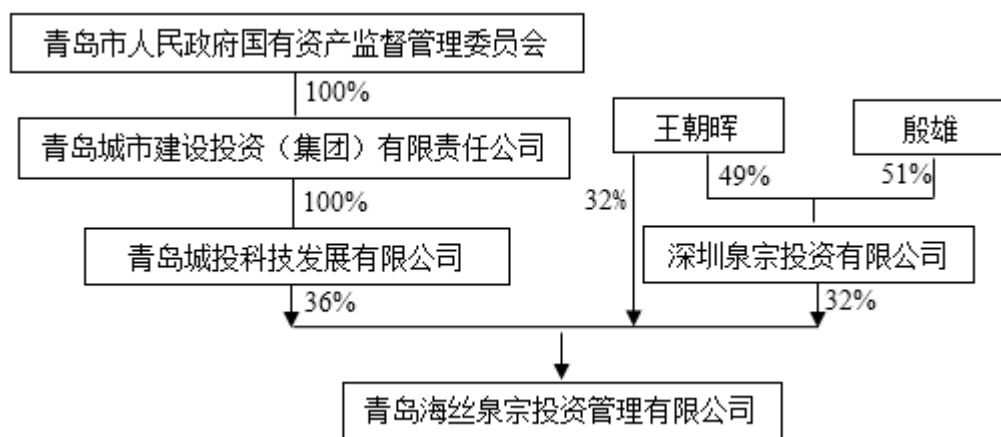 青岛市人民政府国有资产监督管理委员会
100%
青岛城市建设投资（集团）有限责任公司
王朝晖
殷雄
100%
32%
49%
51%
青岛城投科技发展有限公司
深圳泉宗投资有限公司
36%
32%
青岛海丝泉宗投资管理有限公司